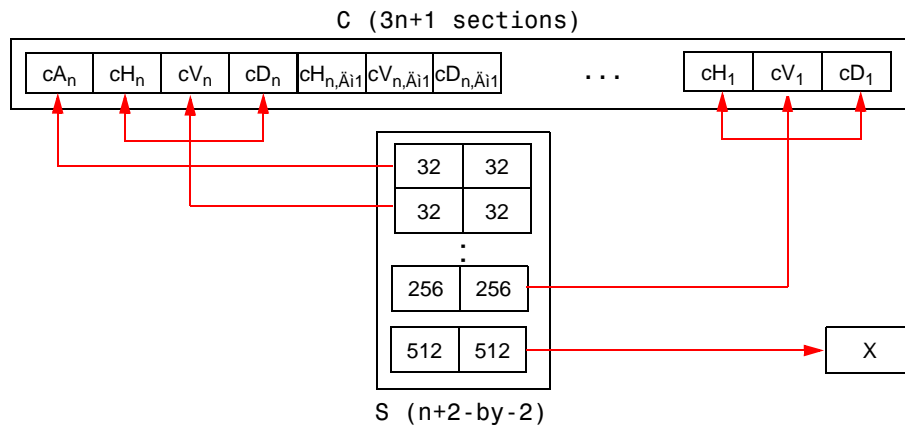 C (3n+1 sections)
cAn cHn cVn cDn cHn,Äì1 cVn,Äì1 cDn,Äì1 ... cH1 cV1 cD1
32 32
32 32
:
256 256
512 512 X
S (n+2-by-2)